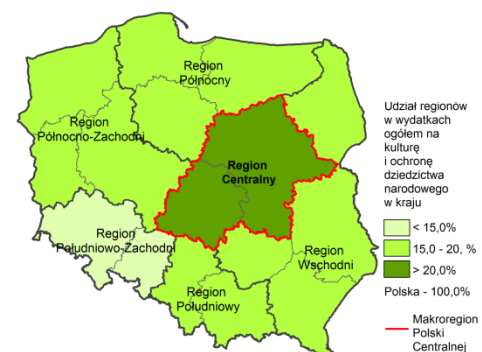 Region
Północny
Region
Północno-Zachodni
Region
Centralny
Region
Południowo-Zachodni
Region
Wschodni
Region
Południowy
Udział regionów
w wydatkach
ogółem na
kulturę
i ochronę
dziedzictwa
narodowego
w kraju
< 15,0%
15,0 - 20, %
> 20,0%
Polska - 100,0%
Makroregion
Polski
Centralnej